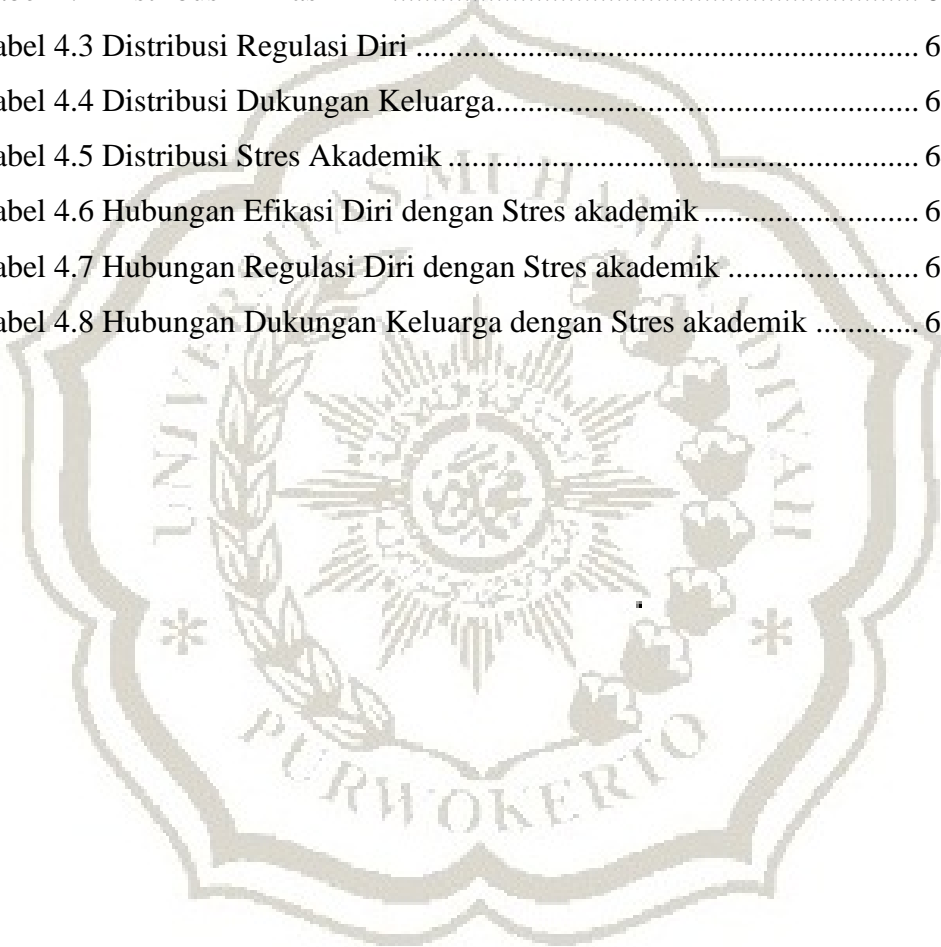 abel 4.3 Distribusi Regulasi Diri ............................................................... 6
abel 4.4 Distribusi Dukungan Keluarga..................................................... 6
abel 4.5 Distribusi Stres Akademik ........................................................... 6
abel 4.6 Hubungan Efikasi Diri dengan Stres akademik ........................... 6
abel 4.7 Hubungan Regulasi Diri dengan Stres akademik ........................ 6
abel 4.8 Hubungan Dukungan Keluarga dengan Stres akademik ............. 6
UNIVERSITAS MUHAMMADIYAH
PURWOKERTO